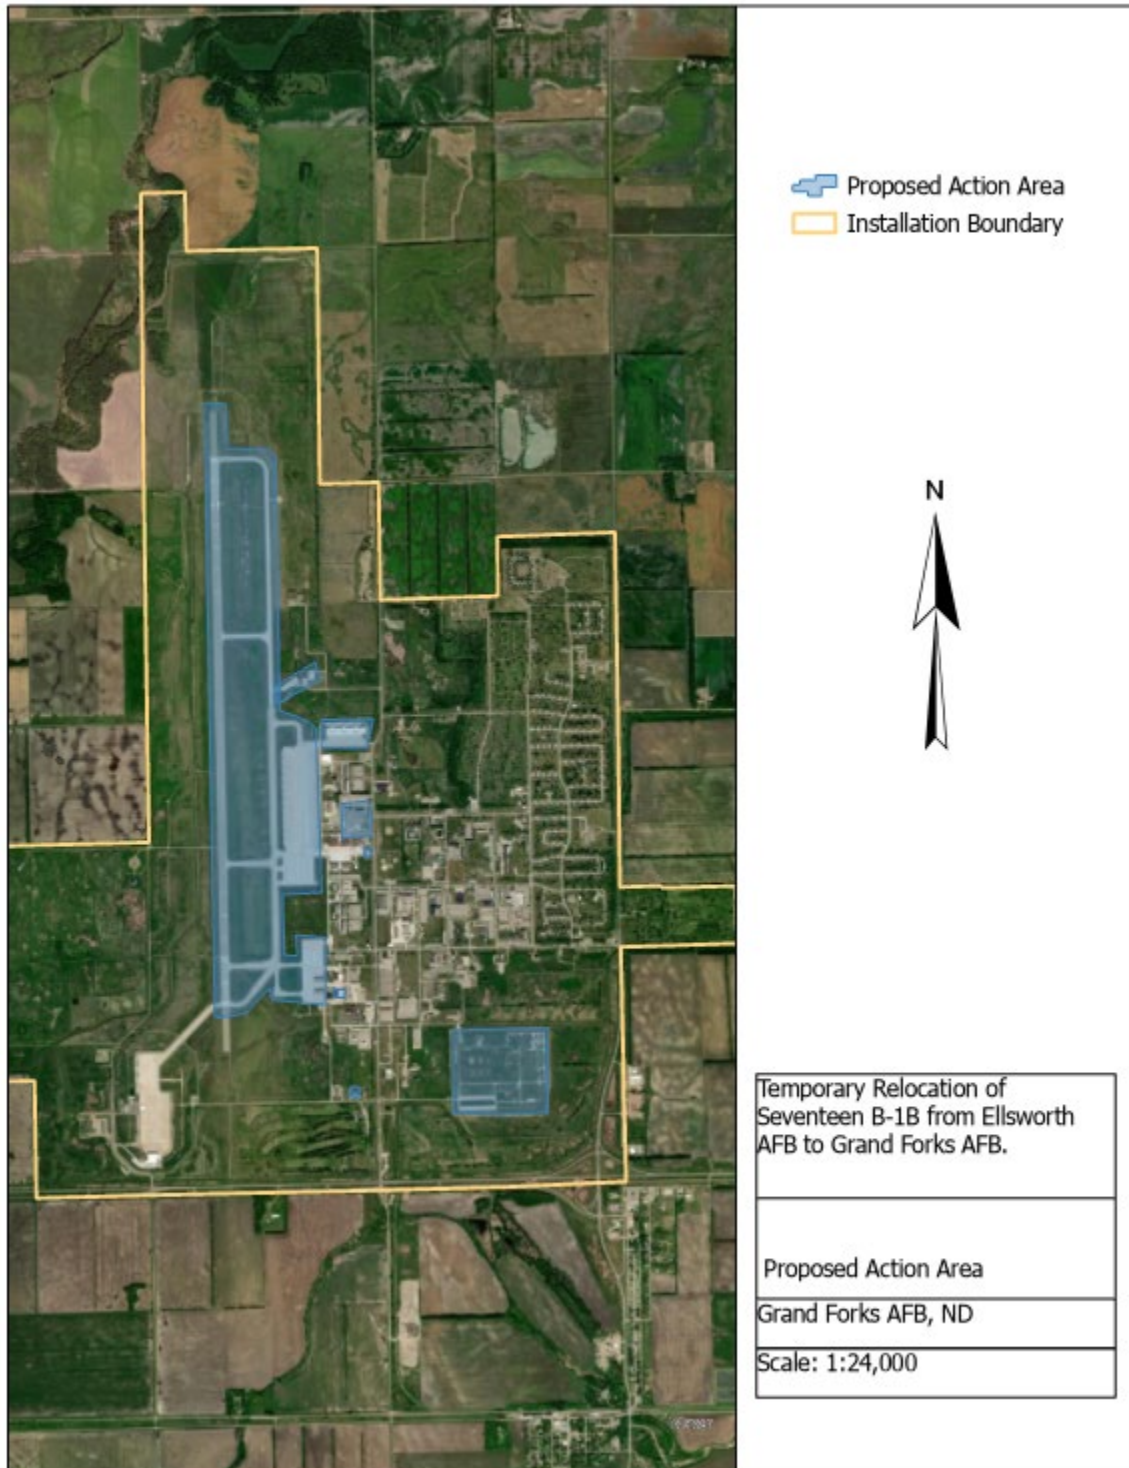 Proposed Action Area
Installation Boundary
N
Temporary Relocation of
Seventeen B-1B from Ellsworth
AFB to Grand Forks AFB.
Proposed Action Area
Grand Forks AFB, ND
Scale: 1:24,000